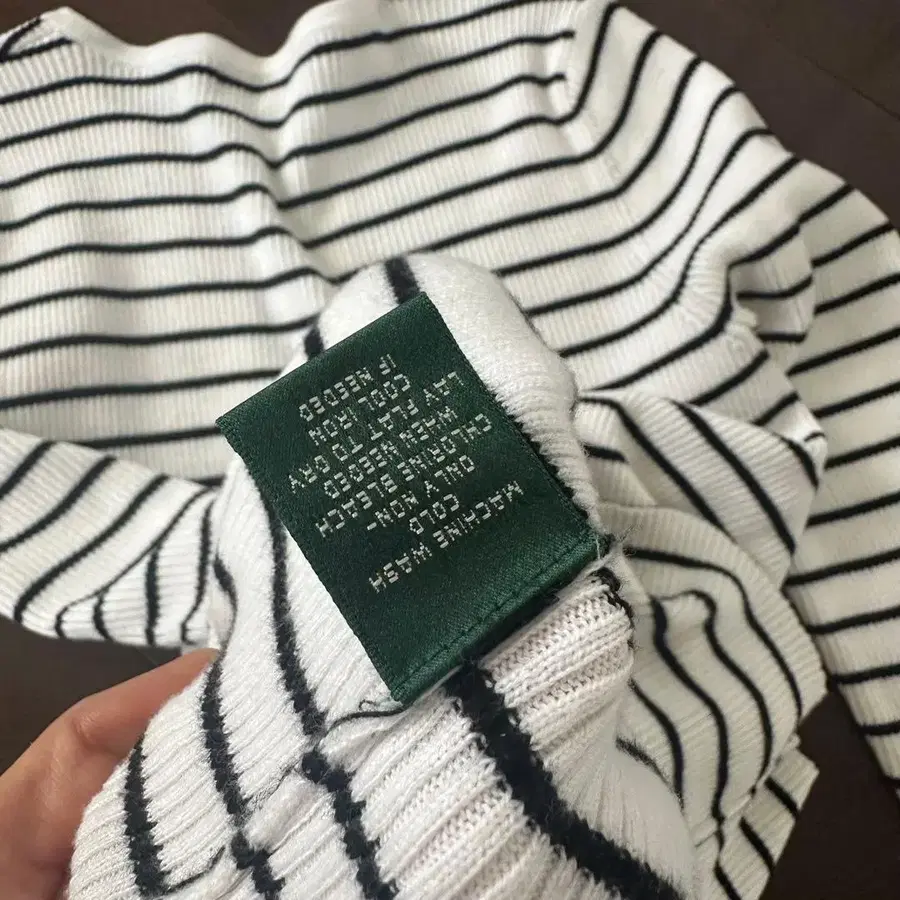 MACHINE WASH
COLD
ONLY NON-
CHLORINE BLEACH
WHEN NEEDED
LAY FLAT TO DRY
COOL IRON
IF NEEDED